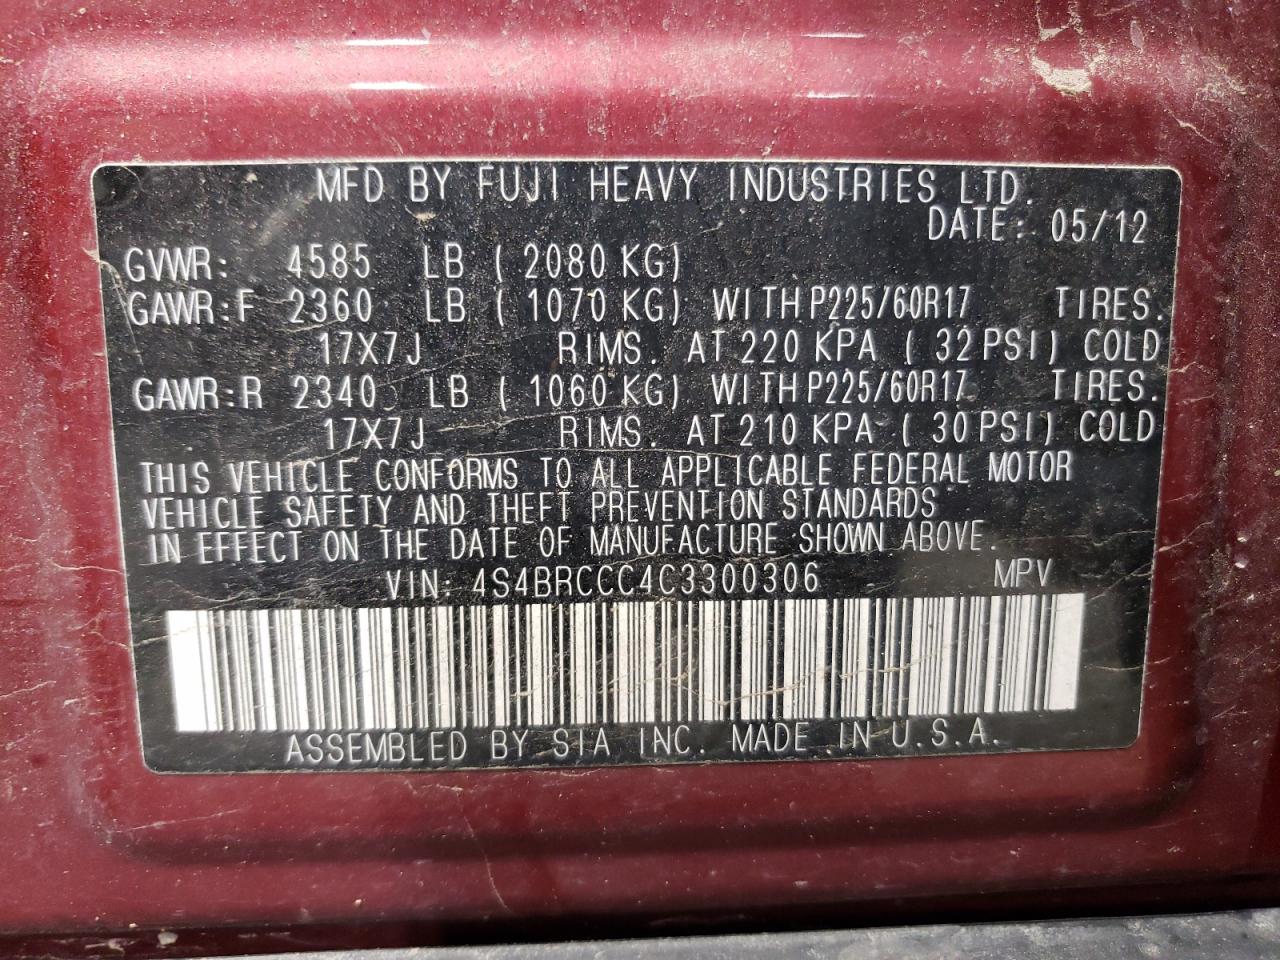 MFD BY FUJI HEAVY INDUSTRIES LTD.
DATE: 05/12
GVWR: 4585 LB ( 2080 KG)
GAWR:F 2360 LB ( 1070 KG) WITH P225/60R17 TIRES.
17X7J RIMS. AT 220 KPA ( 32 PSI) COLD
GAWR:R 2340 LB ( 1060 KG) WITH P225/60R17 TIRES.
17X7J RIMS. AT 210 KPA ( 30 PSI) COLD
THIS VEHICLE CONFORMS TO ALL APPLICABLE FEDERAL MOTOR
VEHICLE SAFETY AND THEFT PREVENTION STANDARDS
IN EFFECT ON THE DATE OF MANUFACTURE SHOWN ABOVE.
VIN: 4S4BRCCC4C3300306 MPV
ASSEMBLED BY SIA INC. MADE IN U.S.A.